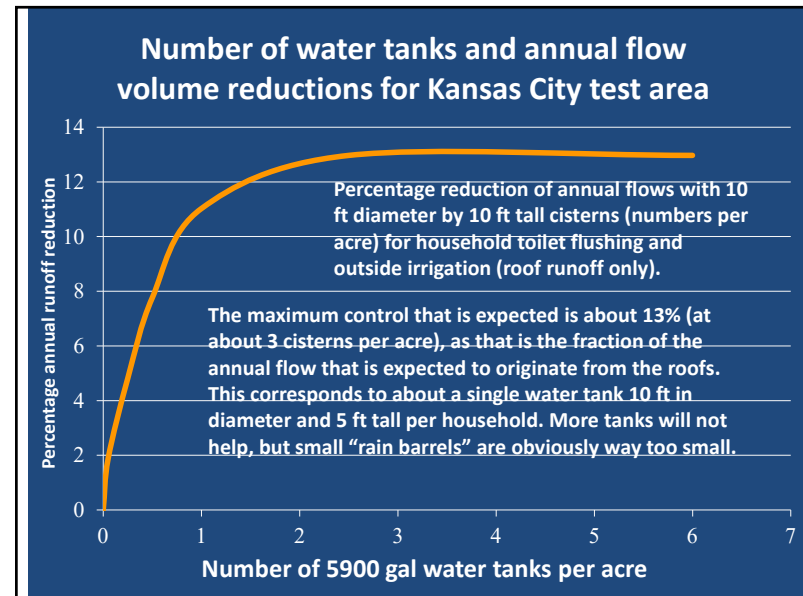 Number of water tanks and annual flow
volume reductions for Kansas City test area
Percentage annual runoff reduction
14
12
10
8
6
4
2
0
Percentage reduction of annual flows with 10
ft diameter by 10 ft tall cisterns (numbers per
acre) for household toilet flushing and
outside irrigation (roof runoff only).
The maximum control that is expected is about 13% (at
about 3 cisterns per acre), as that is the fraction of the
annual flow that is expected to originate from the roofs.
This corresponds to about a single water tank 10 ft in
diameter and 5 ft tall per household. More tanks will not
help, but small “rain barrels” are obviously way too small.
0 1 2 3 4 5 6 7
Number of 5900 gal water tanks per acre